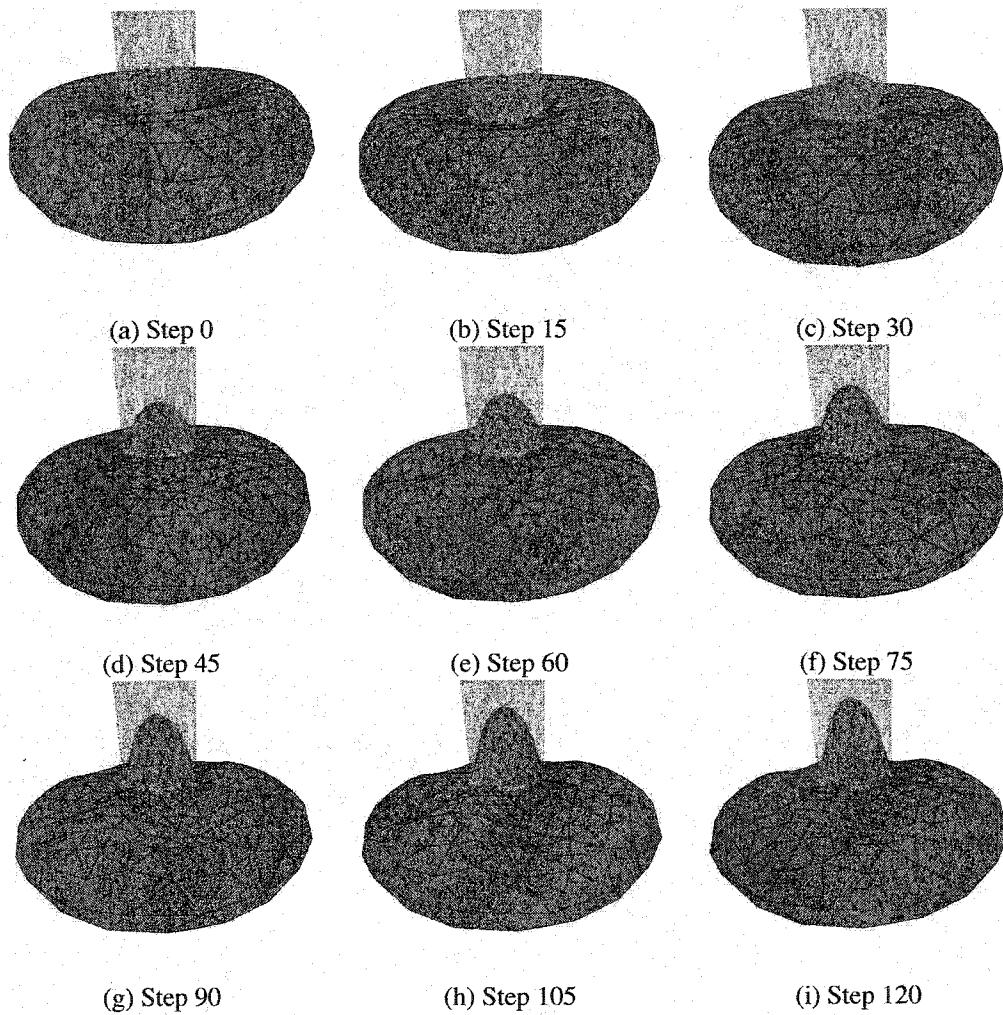 (a) Step 0
(b) Step 15
(c) Step 30
(d) Step 45
(e) Step 60
(f) Step 75
(g) Step 90
(h) Step 105
(i) Step 120